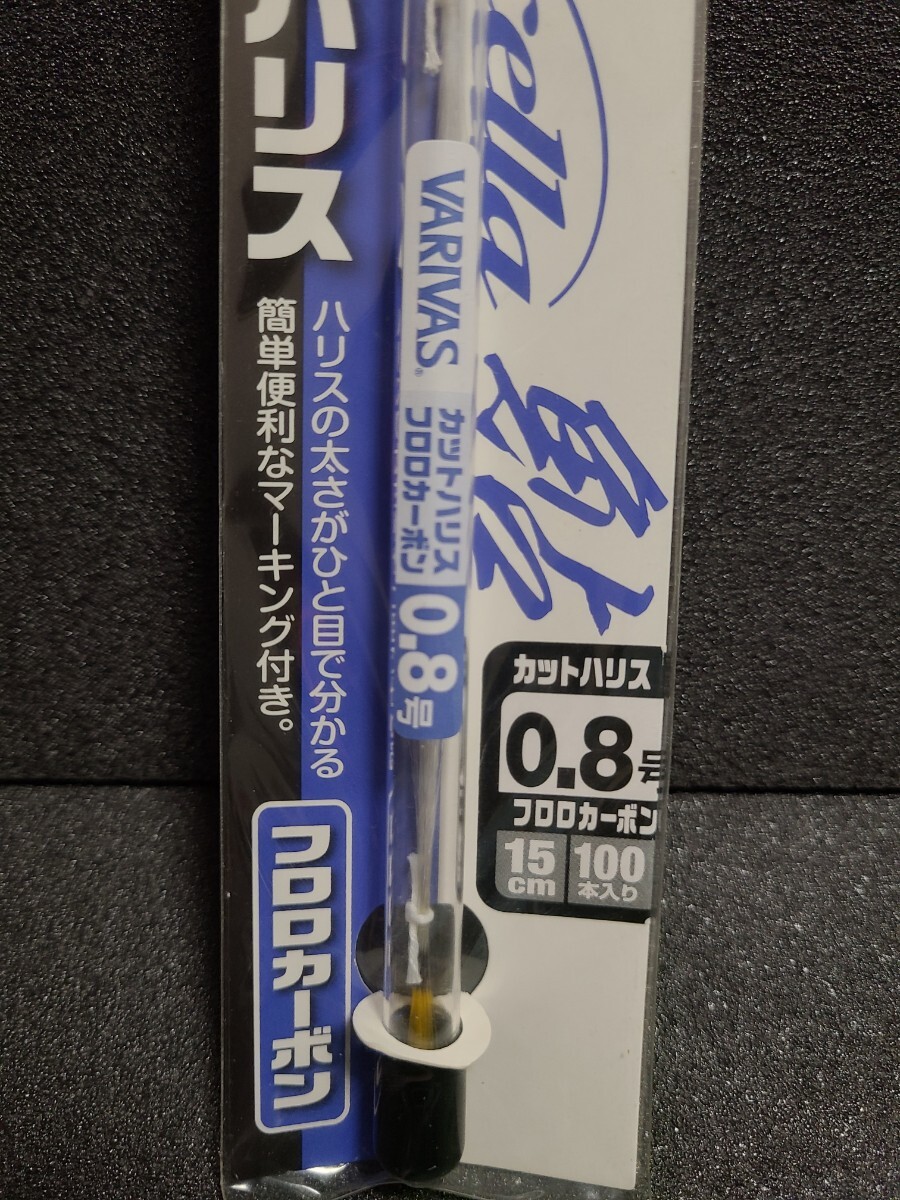 ハリス
ハリスの太さがひと目で分かる
簡単便利なマーキング付き。
フロロカーボン
VARIVAS®
カットハリス
フロロカーボン
0.8号
ella
鮎
カットハリス
0.8号
フロロカーボン
15cm
100本入り